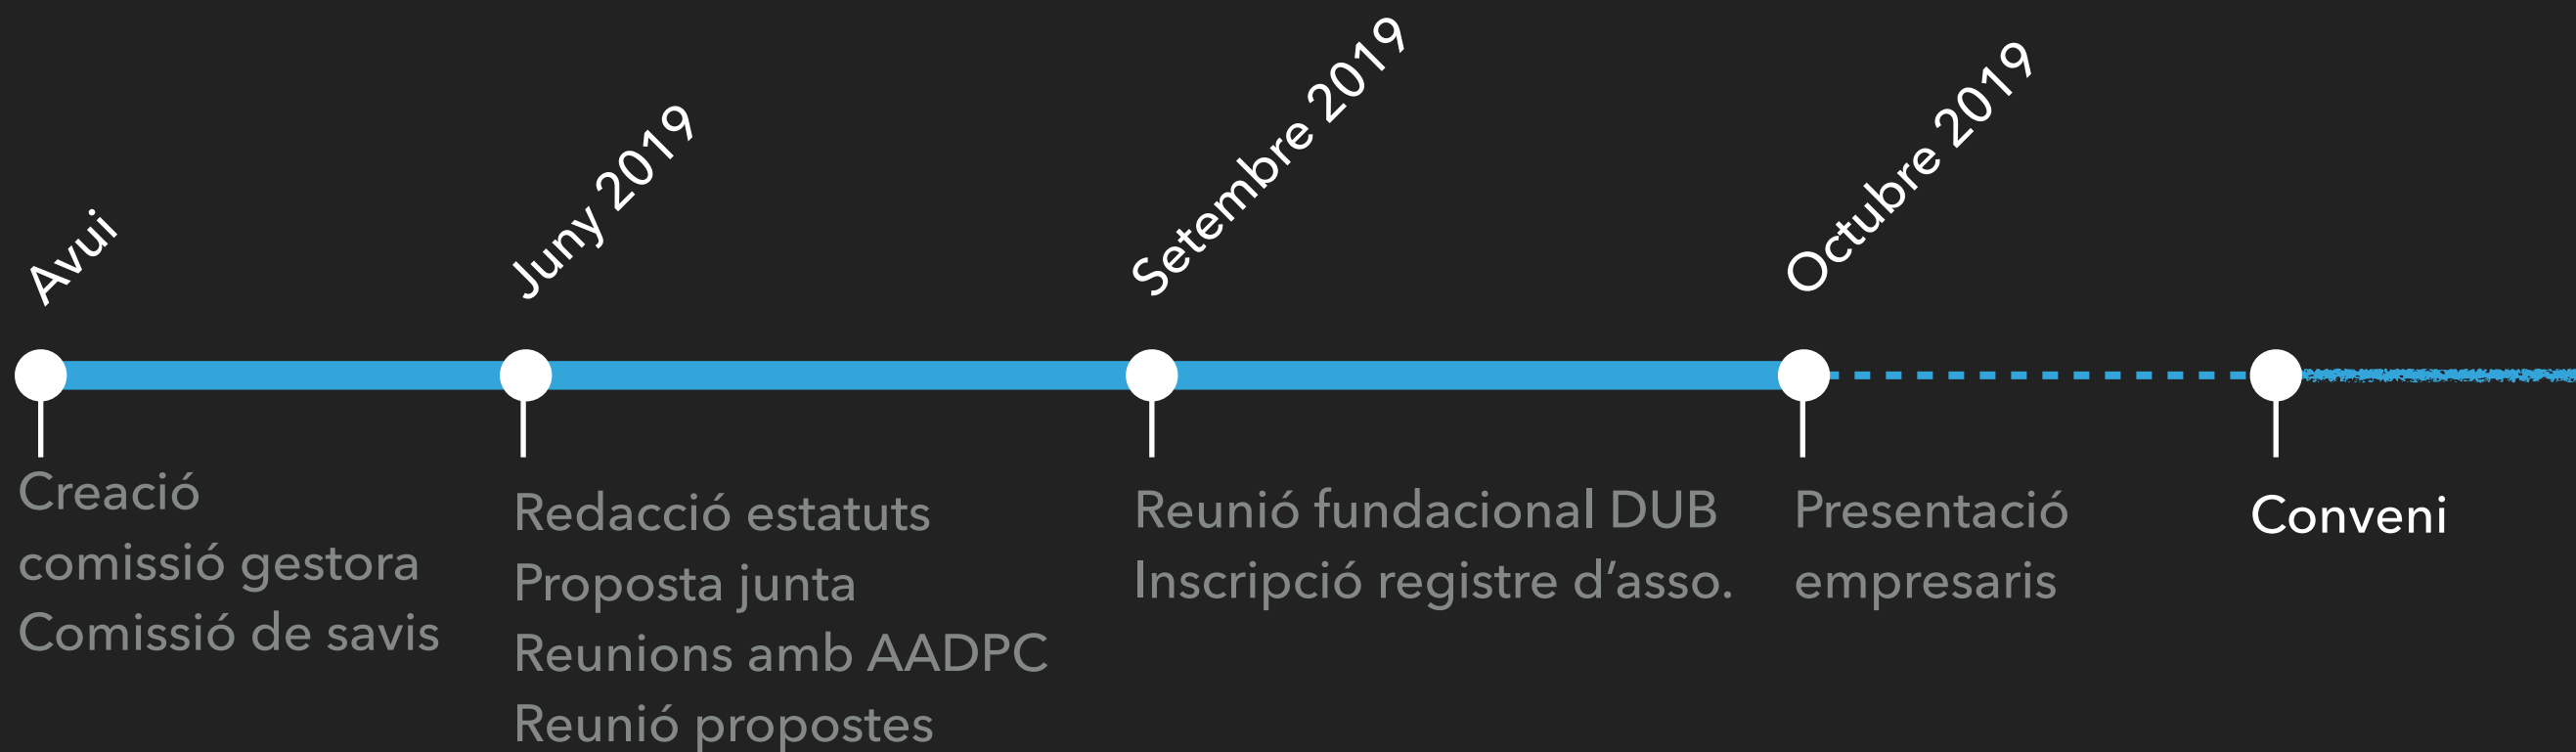 Avui
Juny 2019
Setembre 2019
Octubre 2019
Creació
comissió gestora
Comissió de savis
Redacció estatuts
Proposta junta
Reunions amb AADPC
Reunió propostes
Reunió fundacional DUB
Inscripció registre d’asso.
Presentació
empresaris
Conveni